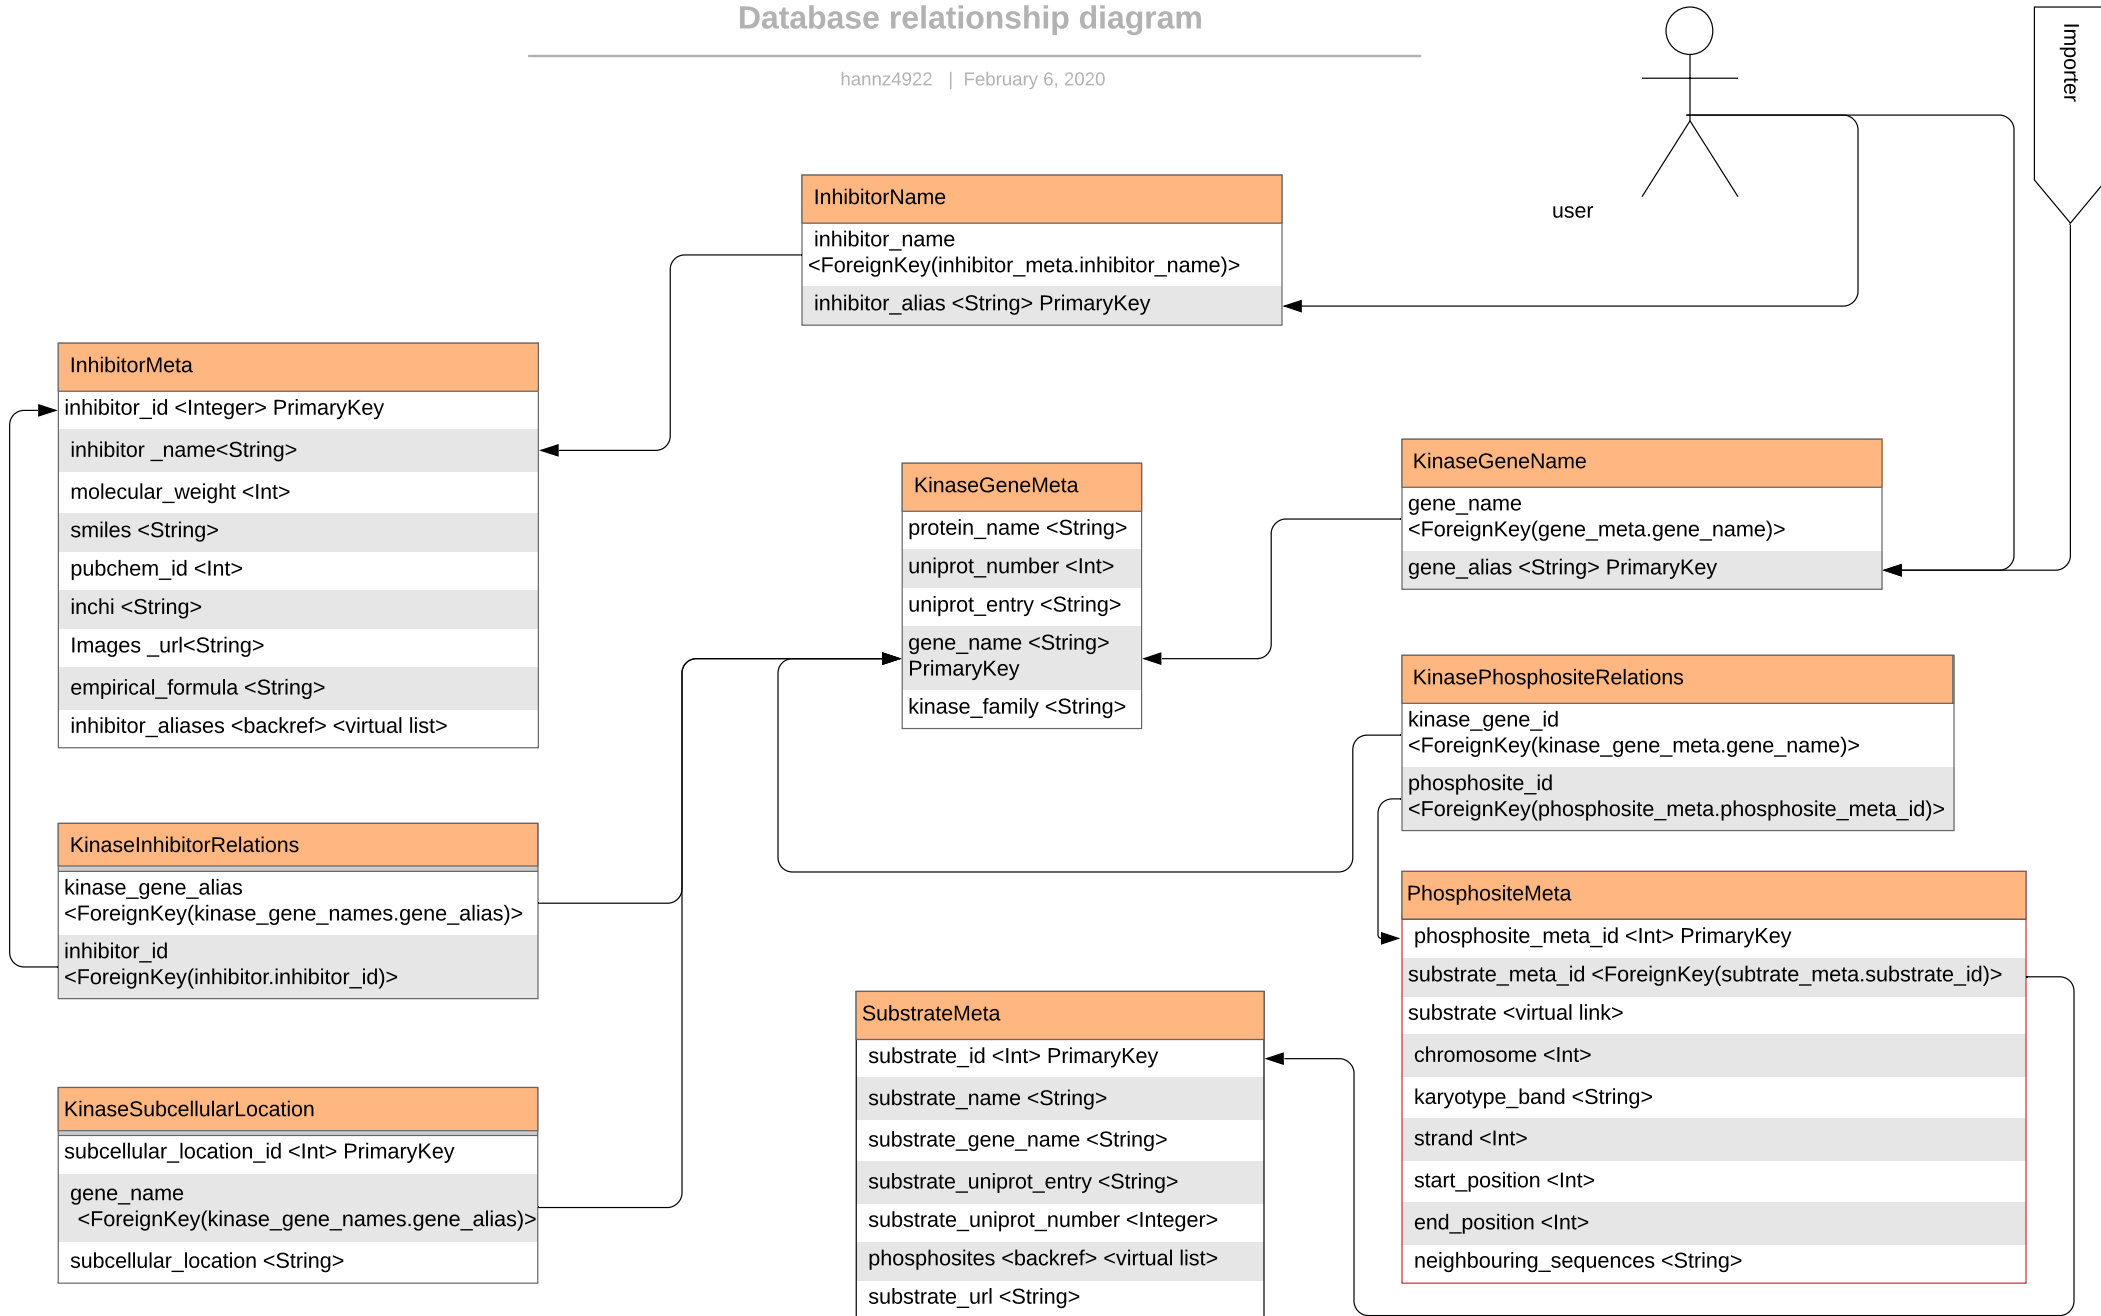 Database relationship diagram
hannz4922 | February 6, 2020
Importer
user
InhibitorName
inhibitor_name
<ForeignKey(inhibitor_meta.inhibitor_name)>
inhibitor_alias <String> PrimaryKey
InhibitorMeta
inhibitor_id <Integer> PrimaryKey
inhibitor _name<String>
molecular_weight <Int>
smiles <String>
pubchem_id <Int>
inchi <String>
Images _url<String>
empirical_formula <String>
inhibitor_aliases <backref> <virtual list>
KinaseGeneMeta
protein_name <String>
uniprot_number <Int>
uniprot_entry <String>
gene_name <String>
PrimaryKey
kinase_family <String>
KinaseGeneName
gene_name
<ForeignKey(gene_meta.gene_name)>
gene_alias <String> PrimaryKey
KinasePhosphositeRelations
kinase_gene_id
<ForeignKey(kinase_gene_meta.gene_name)>
phosphosite_id
<ForeignKey(phosphosite_meta.phosphosite_meta_id)>
KinaseInhibitorRelations
kinase_gene_alias
<ForeignKey(kinase_gene_names.gene_alias)>
inhibitor_id
<ForeignKey(inhibitor.inhibitor_id)>
PhosphositeMeta
phosphosite_meta_id <Int> PrimaryKey
substrate_meta_id <ForeignKey(subtrate_meta.substrate_id)>
substrate <virtual link>
chromosome <Int>
karyotype_band <String>
strand <Int>
start_position <Int>
end_position <Int>
neighbouring_sequences <String>
SubstrateMeta
substrate_id <Int> PrimaryKey
substrate_name <String>
substrate_gene_name <String>
substrate_uniprot_entry <String>
substrate_uniprot_number <Integer>
phosphosites <backref> <virtual list>
substrate_url <String>
KinaseSubcellularLocation
subcellular_location_id <Int> PrimaryKey
gene_name
<ForeignKey(kinase_gene_names.gene_alias)>
subcellular_location <String>